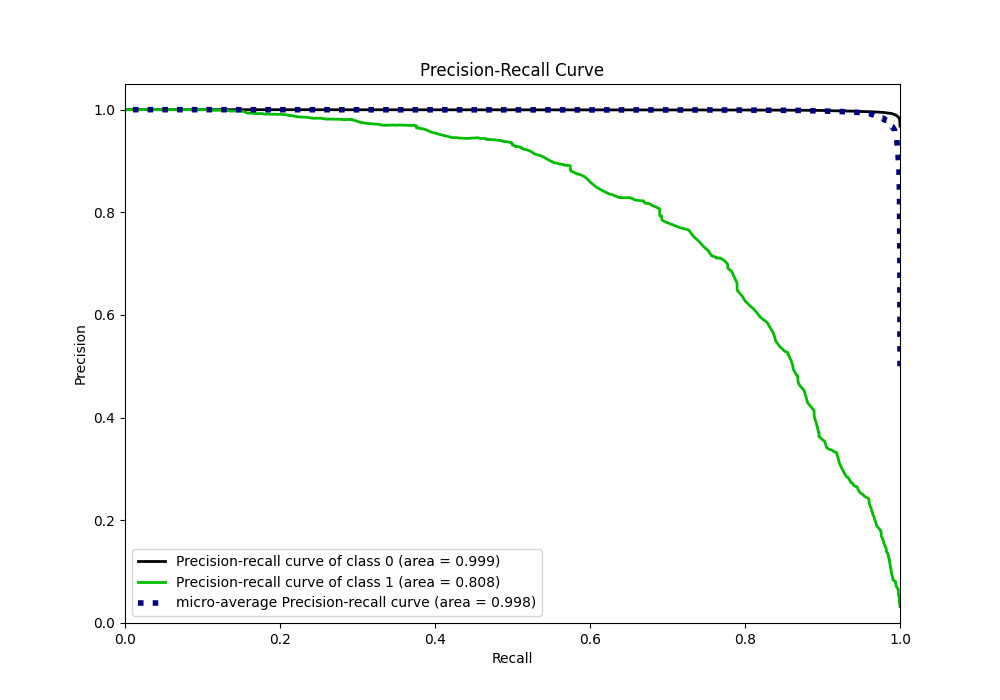 Precision-Recall Curve
1.0
0.8
0.6
0.4
0.2
0.0
Precision
Precision-recall curve of class 0 (area = 0.999)
Precision-recall curve of class 1 (area = 0.808)
micro-average Precision-recall curve (area = 0.998)
0.0 0.2 0.4 0.6 0.8 1.0
Recall